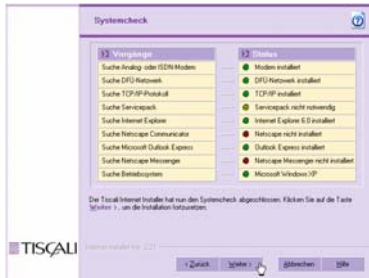 Systemcheck
Vorgänge Status
Suche Analog- oder ISDN-Modem Modem installiert
Suche DFÜ-Netzwerk DFÜ-Netzwerk installiert
Suche TCP/IP-Protokoll TCP/IP installiert
Suche Servicepack Servicepack nicht notwendig
Suche Internet Explorer Internet Explorer 6.0 installiert
Suche Netscape Communicator Netscape nicht installiert
Suche Microsoft Outlook Express Outlook Express installiert
Suche Netscape Messenger Netscape Messenger nicht installiert
Suche Betriebssystem Microsoft Windows XP
Der Tiscali Internet Installer hat nun den Systemcheck abgeschlossen. Klicken Sie auf die Taste
Weiter >, um die Installation fortzusetzen.
TISCALI
< Zurück Weiter > Abbrechen Hilfe